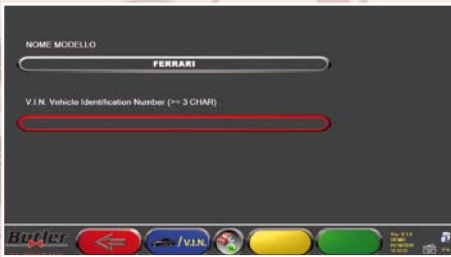 NOME MODELLO
FERRARI
V.I.N. Vehicle Identification Number (>= 3 CHAR)
Butler
/ V.I.N.